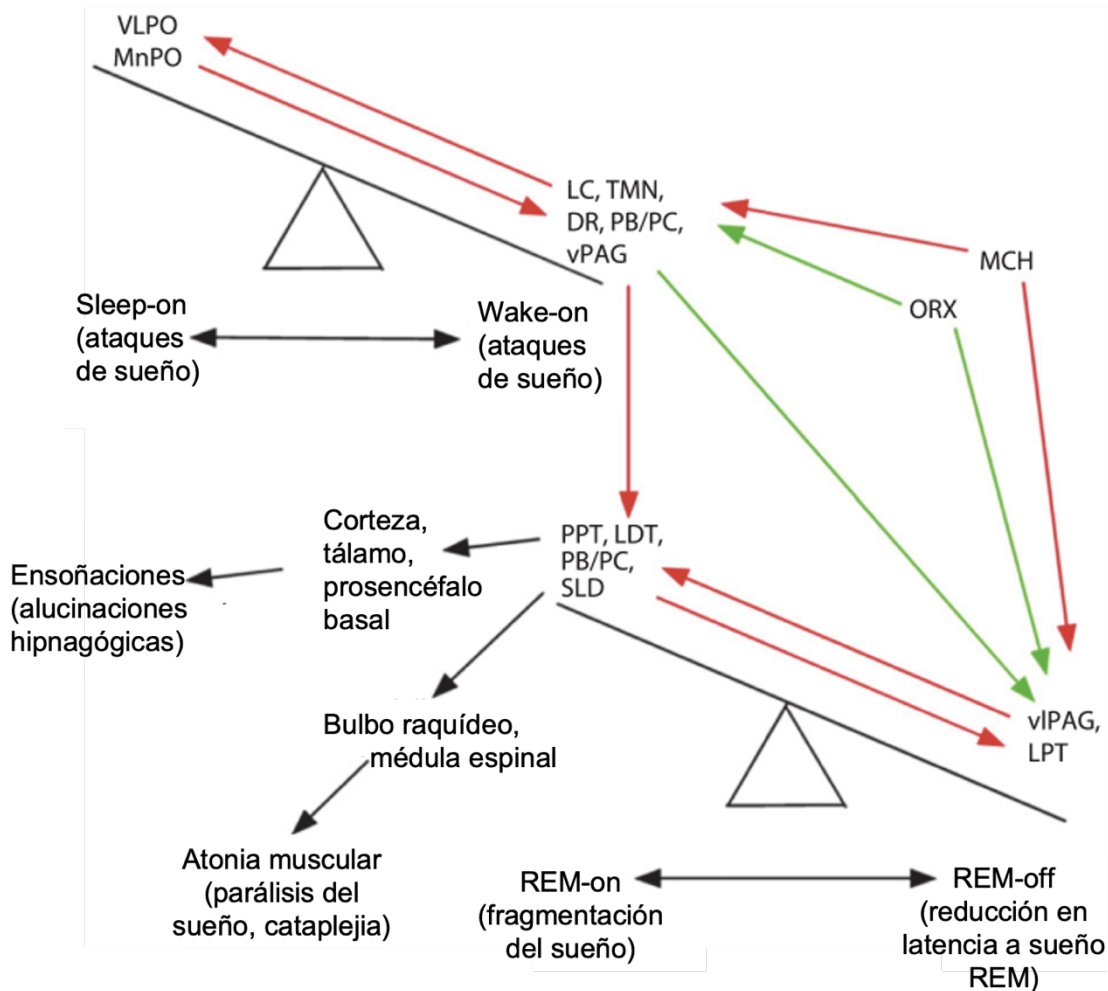 VLPO
MnPO
LC, TMN,
DR, PB/PC,
vPAG
MCH
ORX
Sleep-on
(ataques
de sueño)
Wake-on
(ataques
de sueño)
Corteza,
tálamo,
prosencéfalo
basal
PPT, LDT,
PB/PC,
SLD
Ensoñaciones
(alucinaciones
hipnagógicas)
Bulbo raquídeo,
médula espinal
vlPAG,
LPT
Atonia muscular
(parálisis del
sueño, cataplejia)
REM-on
(fragmentación
del sueño)
REM-off
(reducción en
latencia a sueño
REM)